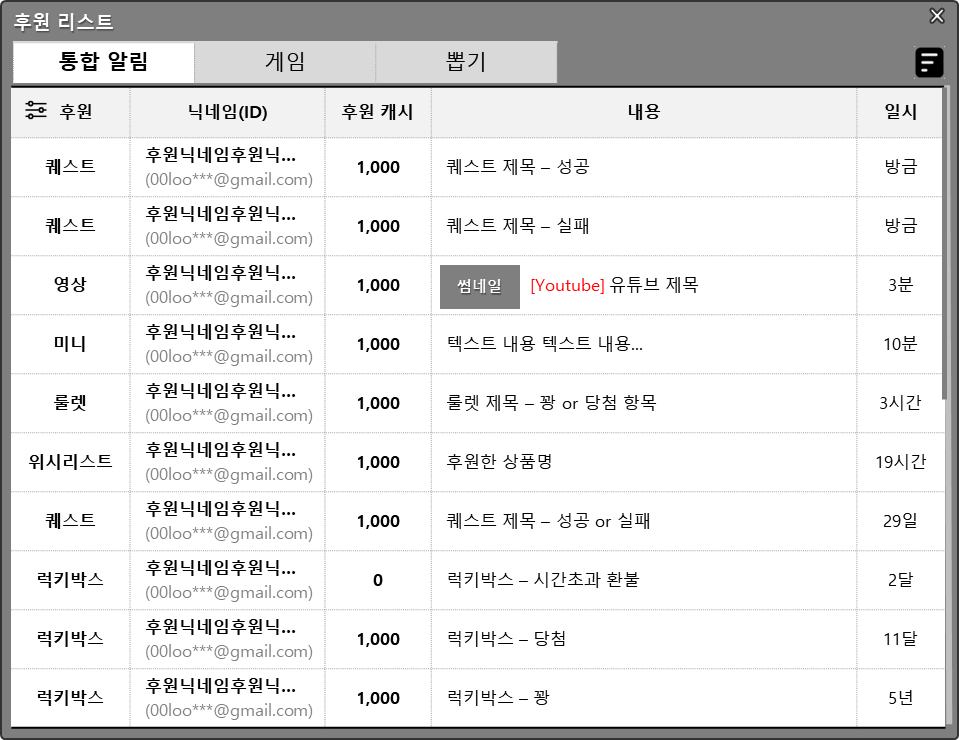 후원 리스트
통합 알림 게임 뽑기
후원 닉네임(ID) 후원 캐시 내용 일시
퀘스트 후원닉네임후원닉... 1,000 퀘스트 제목 – 성공 방금
(00loo***@gmail.com)
퀘스트 후원닉네임후원닉... 1,000 퀘스트 제목 – 실패 방금
(00loo***@gmail.com)
영상 후원닉네임후원닉... 1,000 썸네일 [Youtube] 유튜브 제목 3분
(00loo***@gmail.com)
미니 후원닉네임후원닉... 1,000 텍스트 내용 텍스트 내용... 10분
(00loo***@gmail.com)
룰렛 후원닉네임후원닉... 1,000 룰렛 제목 – 꽝 or 당첨 항목 3시간
(00loo***@gmail.com)
위시리스트 후원닉네임후원닉... 1,000 후원한 상품명 19시간
(00loo***@gmail.com)
퀘스트 후원닉네임후원닉... 1,000 퀘스트 제목 – 성공 or 실패 29일
(00loo***@gmail.com)
럭키박스 후원닉네임후원닉... 0 럭키박스 – 시간초과 환불 2달
(00loo***@gmail.com)
럭키박스 후원닉네임후원닉... 1,000 럭키박스 – 당첨 11달
(00loo***@gmail.com)
럭키박스 후원닉네임후원닉... 1,000 럭키박스 – 꽝 5년
(00loo***@gmail.com)